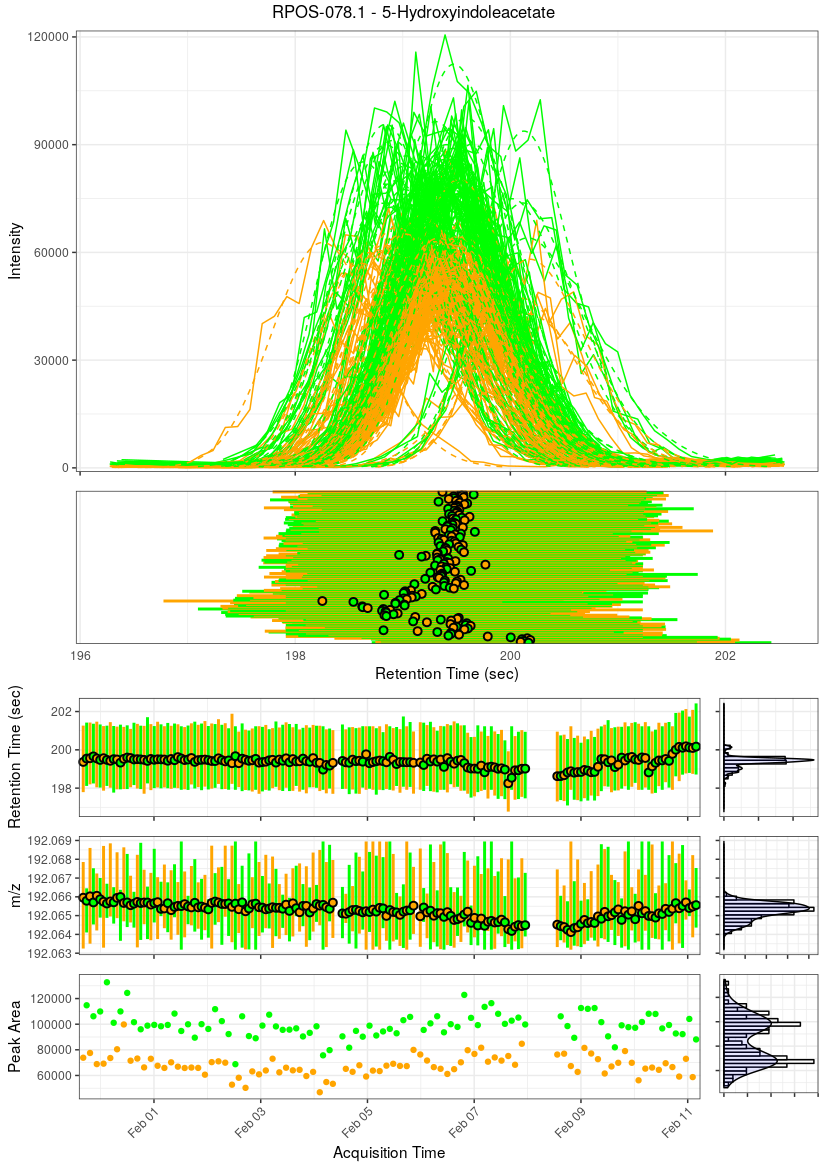 RPOS-078.1 - 5-Hydroxyindoleacetate
120000
90000
60000
30000
0
Intensity
196
198
200
202
Retention Time (sec)
202
200
198
Retention Time (sec)
192.069
192.068
192.066
192.065
192.064
192.063
m/z
120000
100000
80000
60000
Peak Area
Feb 01
Feb 03
Feb 05
Feb 07
Feb 09
Feb 11
Acquisition Time